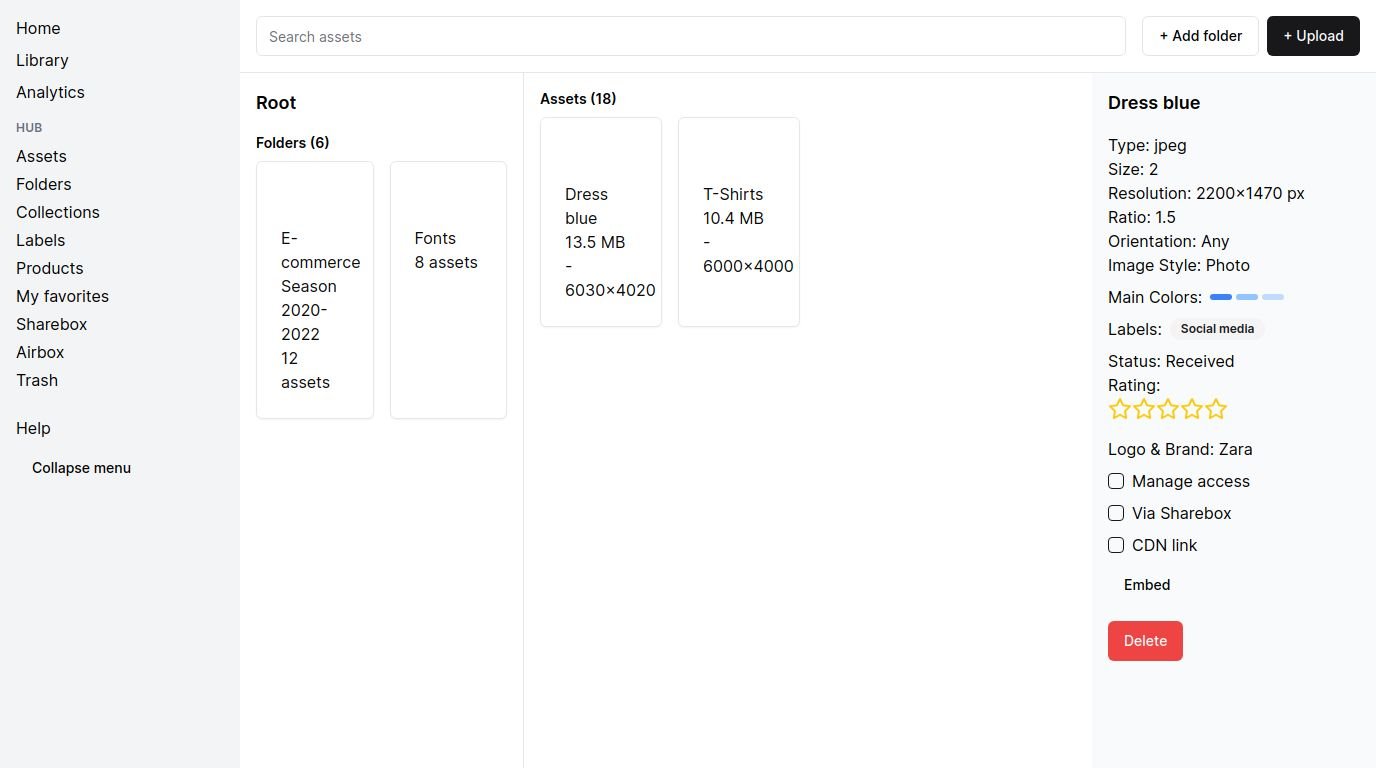 Home
Library
Analytics
HUB
Assets
Folders
Collections
Labels
Products
My favorites
Sharebox
Airbox
Trash
Help
Collapse menu
Search assets
+ Add folder
+ Upload
Root
Folders (6)
E-
commerce
Season
2020-
2022
12
assets
Fonts
8 assets
Assets (18)
Dress
blue
13.5 MB
-
6030×4020
T-Shirts
10.4 MB
-
6000×4000
Dress blue
Type: jpeg
Size: 2
Resolution: 2200×1470 px
Ratio: 1.5
Orientation: Any
Image Style: Photo
Main Colors:
Labels: Social media
Status: Received
Rating:
Logo & Brand: Zara
Manage access
Via Sharebox
CDN link
Embed
Delete